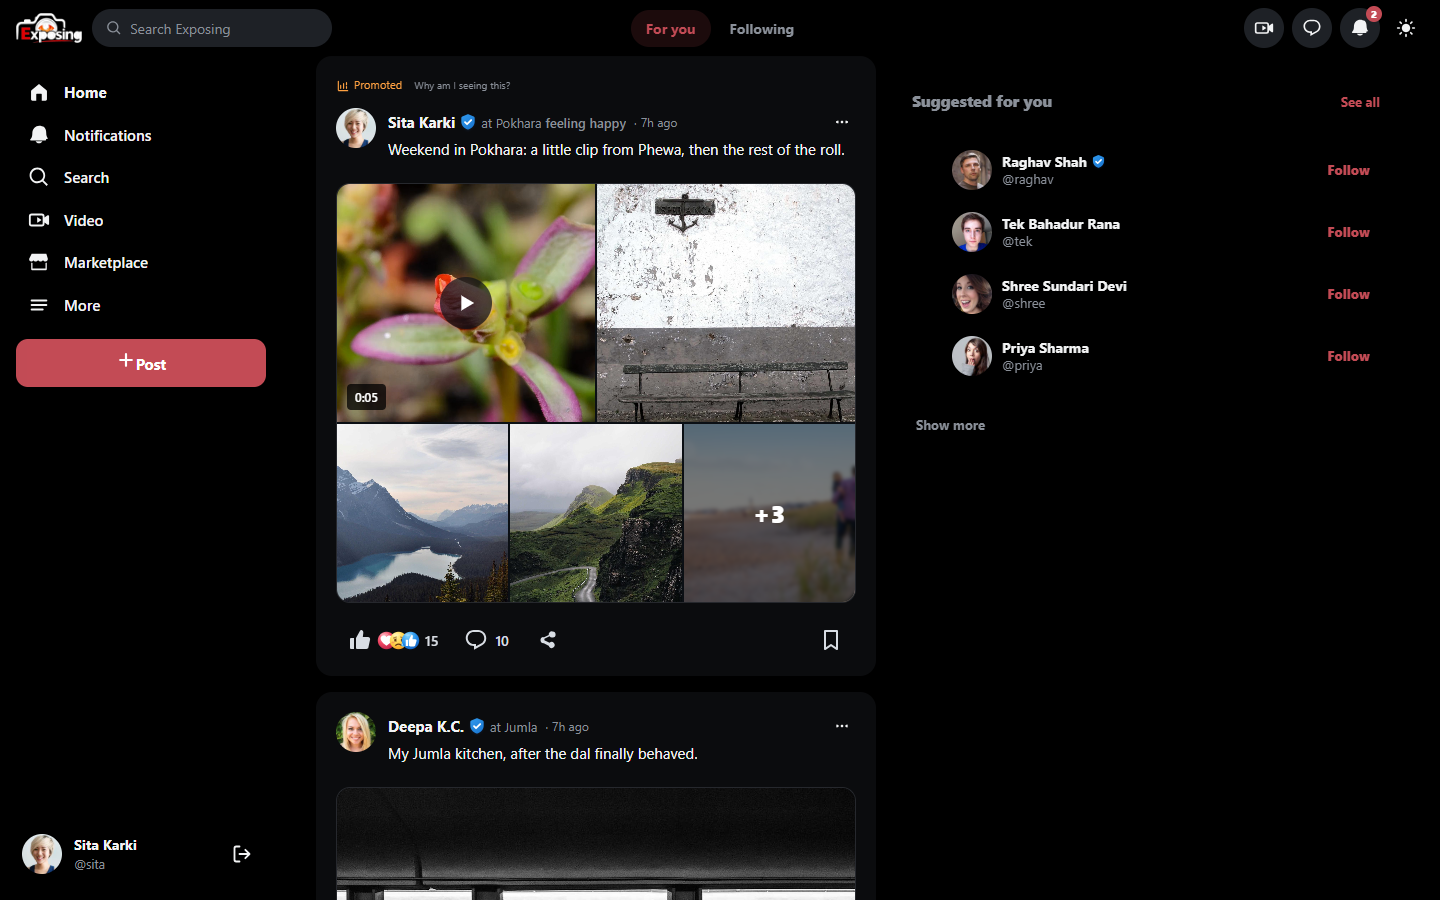 Exposing
Search Exposing
For you
Following
2
Home
Notifications
Search
Video
Marketplace
More
Post
Sita Karki
@sita
Promoted Why am I seeing this?
Sita Karki at Pokhara feeling happy · 7h ago
Weekend in Pokhara: a little clip from Phewa, then the rest of the roll.
0:05
+3
15
10
Deepa K.C. at Jumla · 7h ago
My Jumla kitchen, after the dal finally behaved.
Suggested for you
See all
Raghav Shah
@raghav
Follow
Tek Bahadur Rana
@tek
Follow
Shree Sundari Devi
@shree
Follow
Priya Sharma
@priya
Follow
Show more